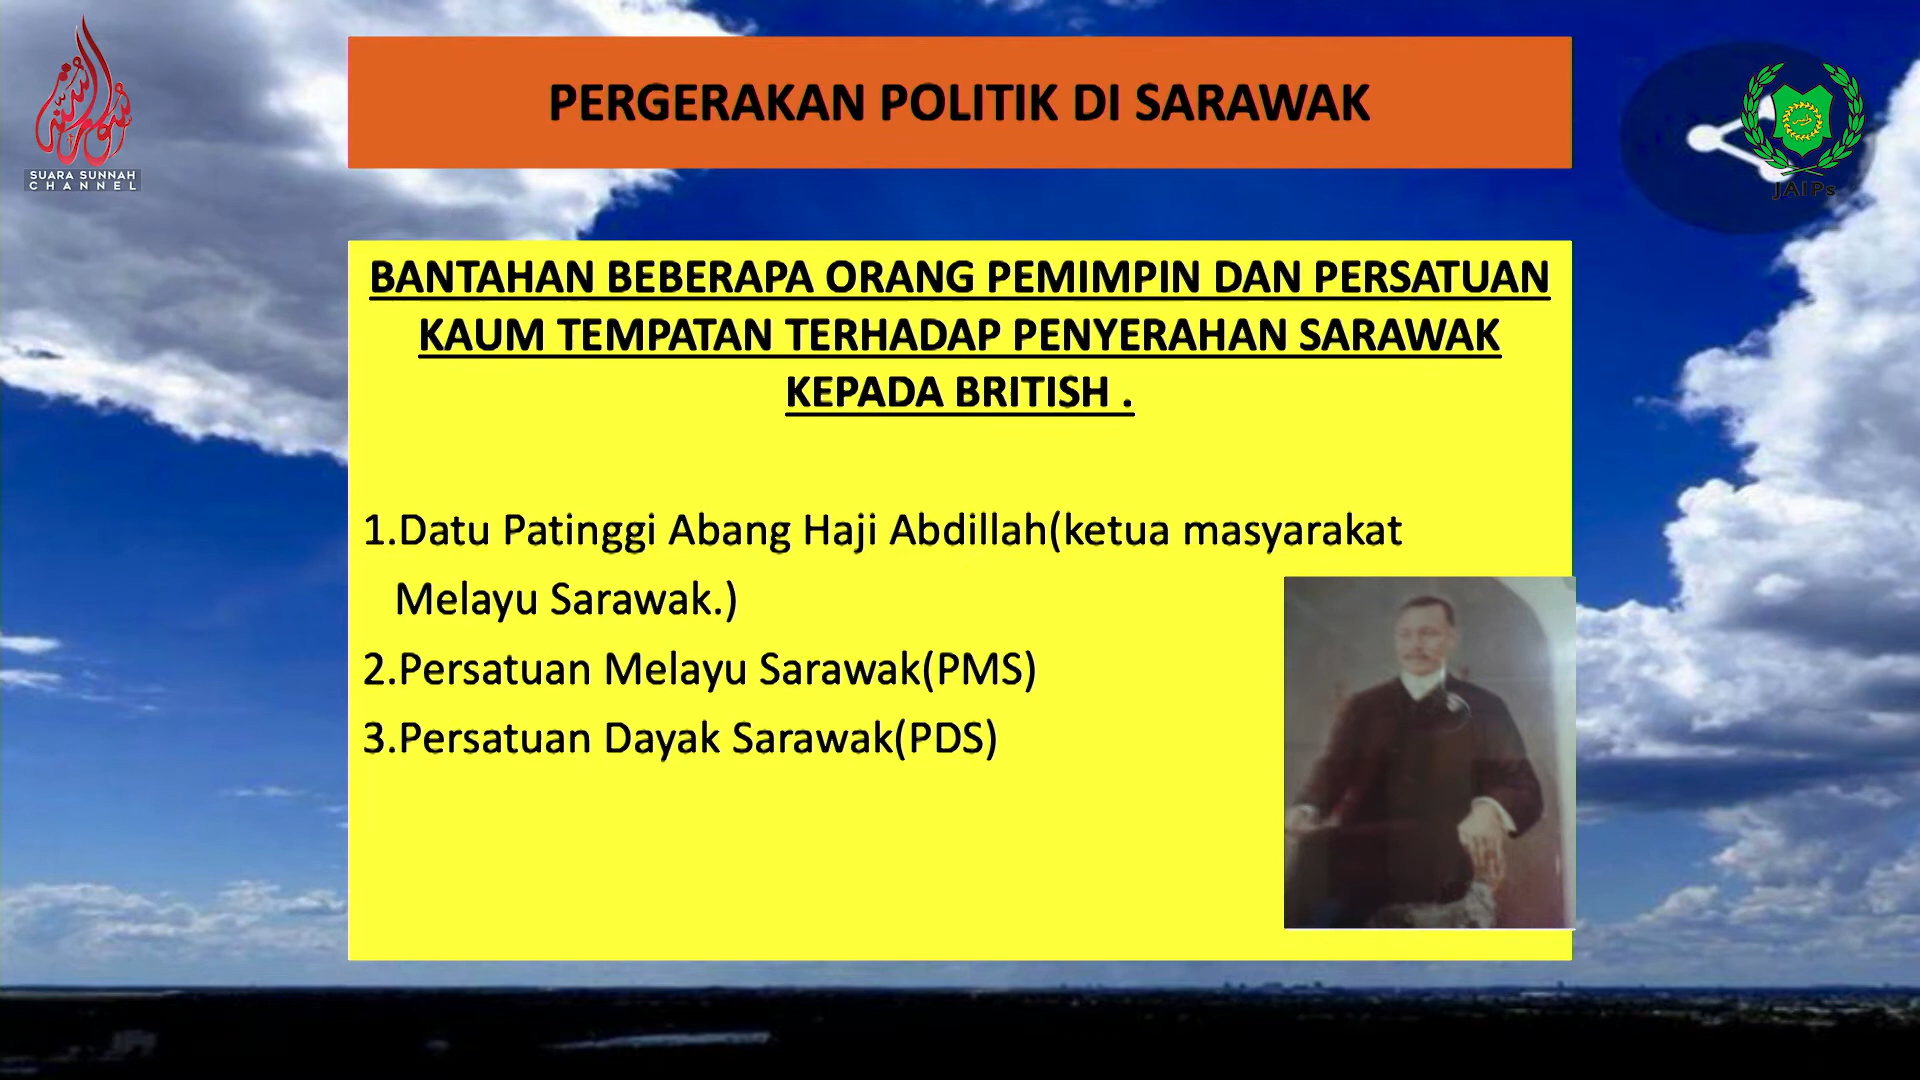 SUARA SUNNAH
CHANNEL
PERGERAKAN POLITIK DI SARAWAK
JAIPs
BANTAHAN BEBERAPA ORANG PEMIMPIN DAN PERSATUAN
KAUM TEMPATAN TERHADAP PENYERAHAN SARAWAK
KEPADA BRITISH .
1.Datu Patinggi Abang Haji Abdillah(ketua masyarakat
Melayu Sarawak.)
2.Persatuan Melayu Sarawak(PMS)
3.Persatuan Dayak Sarawak(PDS)